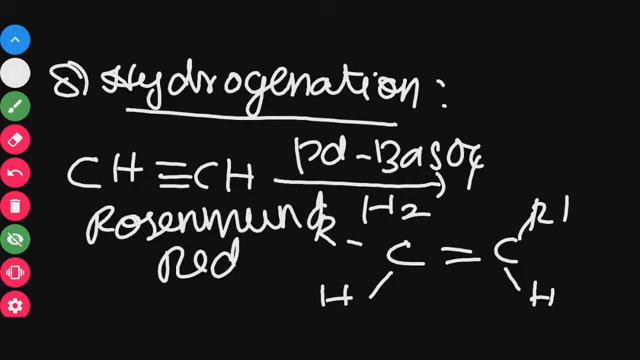 8) Hydrogenation :
CH≡CH Pd-BaSO4
Rosenmund H2
Red
R C = C R1
H H